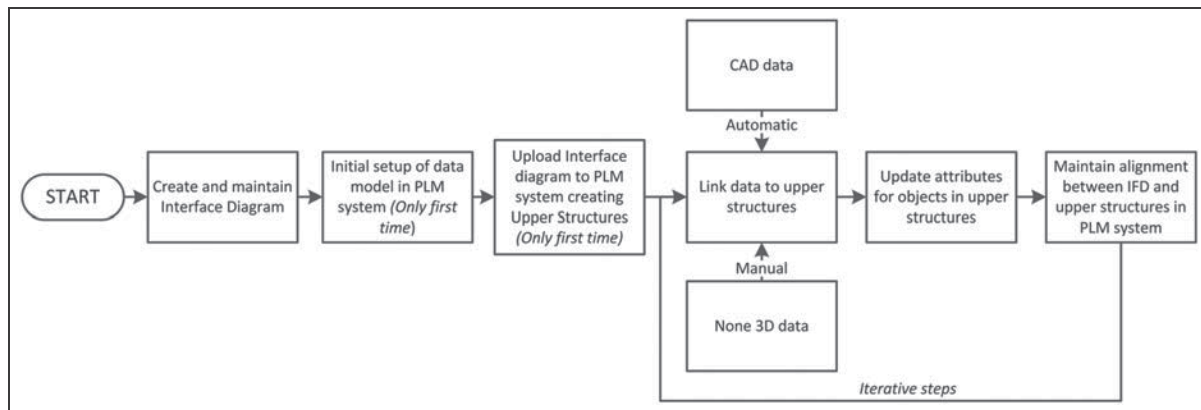 START
Create and maintain
Interface Diagram
Initial setup of data
model in PLM
system (Only first
time)
Upload Interface
diagram to PLM
system creating
Upper Structures
(Only first time)
CAD data
Automatic
Link data to upper
structures
Manual
None 3D data
Update attributes
for objects in upper
structures
Maintain alignment
between IFD and
upper structures in
PLM system
Iterative steps